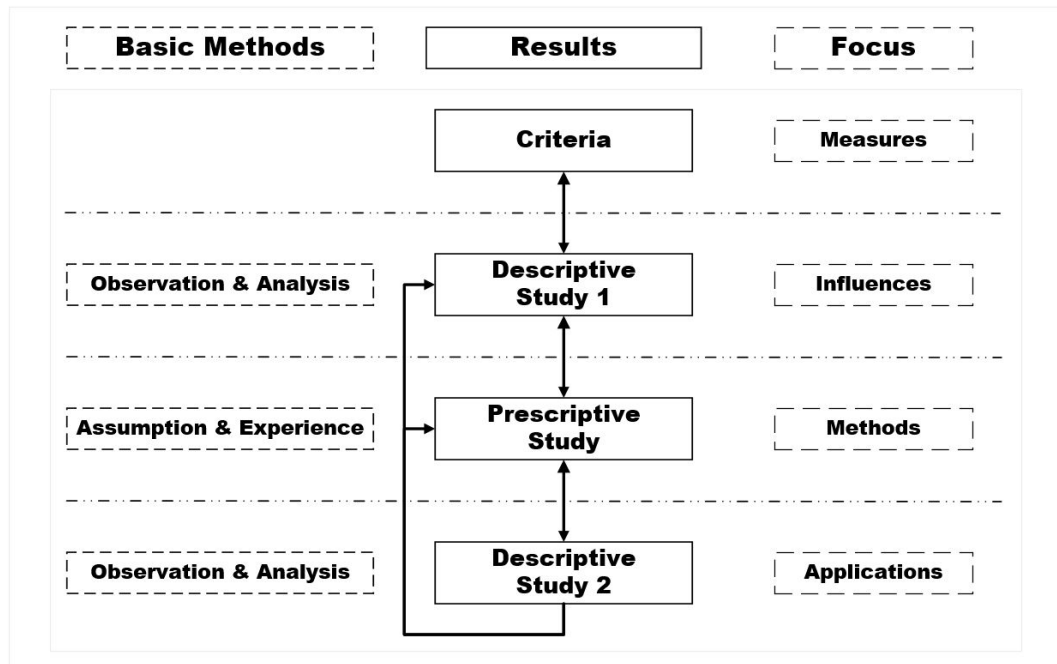 Basic Methods
Results
Focus
Criteria
Measures
Observation & Analysis
Descriptive
Study 1
Influences
Assumption & Experience
Prescriptive
Study
Methods
Observation & Analysis
Descriptive
Study 2
Applications